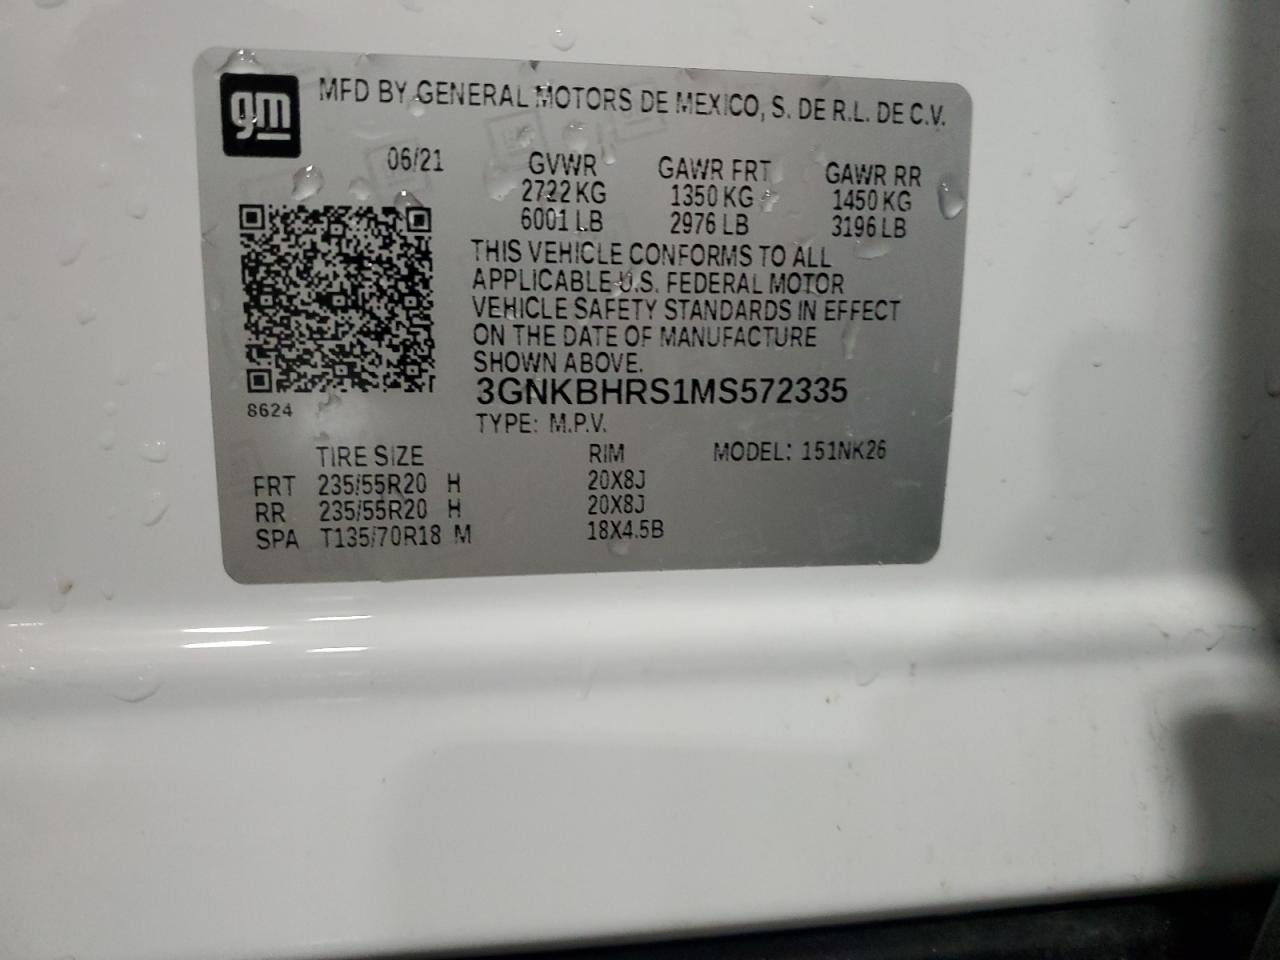 gm
MFD BY GENERAL MOTORS DE MEXICO, S. DE R.L. DE C.V.
06/21 GVWR GAWR FRT GAWR RR
2722 KG 1350 KG 1450 KG
6001 LB 2976 LB 3196 LB
THIS VEHICLE CONFORMS TO ALL
APPLICABLE U.S. FEDERAL MOTOR
VEHICLE SAFETY STANDARDS IN EFFECT
ON THE DATE OF MANUFACTURE
SHOWN ABOVE.
3GNKBHRS1MS572335
8624
TYPE: M.P.V.
TIRE SIZE RIM MODEL: 151NK26
FRT 235/55R20 H 20X8J
RR 235/55R20 H 20X8J
SPA T135/70R18 M 18X4.5B